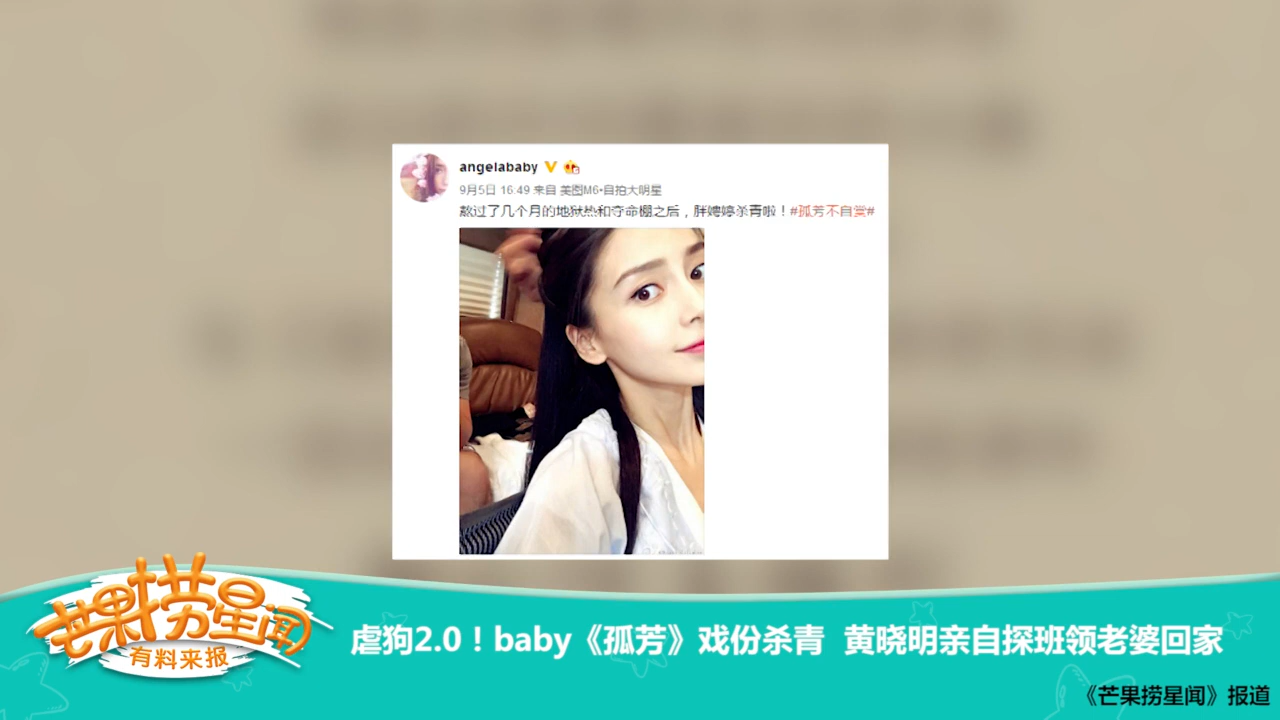 angelababy
9月5日 16:49 来自 美图M6•自拍大明星
熬过了几个月的地狱热和夺命棚之后，胖娉婷杀青啦！#孤芳不自赏#
芒果捞星闻
有料来报
虐狗2.0！baby《孤芳》戏份杀青 黄晓明亲自探班领老婆回家
《芒果捞星闻》报道